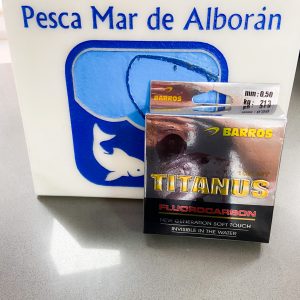 Pesca Mar de Alborán
BARROS
mm: 0.50
kg: 21.3
BARROS
TITANUS
FLUOROCARBON
NEW GENERATION SOFT TOUCH
INVISIBLE IN THE WATER